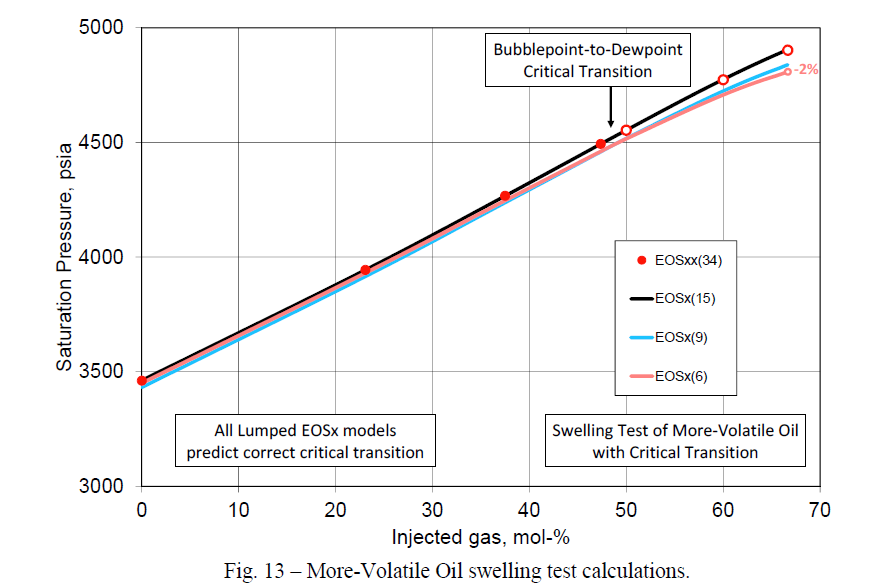 5000
4500
4000
3500
3000
Saturation Pressure, psia
Bubblepoint-to-Dewpoint
Critical Transition
-2%
EOSxx(34)
EOSx(15)
EOSx(9)
EOSx(6)
All Lumped EOSx models
predict correct critical transition
Swelling Test of More-Volatile Oil
with Critical Transition
0 10 20 30 40 50 60 70
Injected gas, mol-%
Fig. 13 – More-Volatile Oil swelling test calculations.